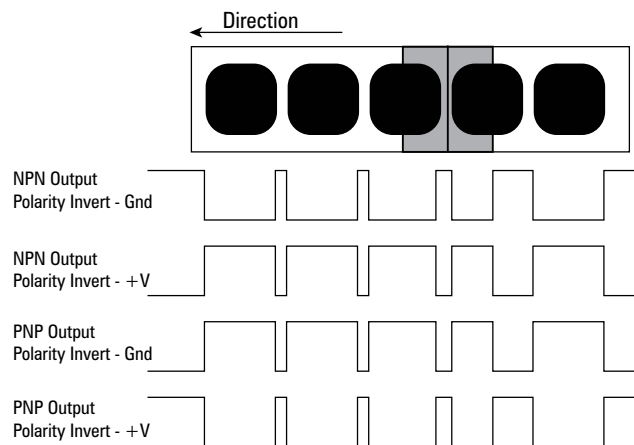 Direction
NPN Output
Polarity Invert - Gnd
NPN Output
Polarity Invert - +V
PNP Output
Polarity Invert - Gnd
PNP Output
Polarity Invert - +V